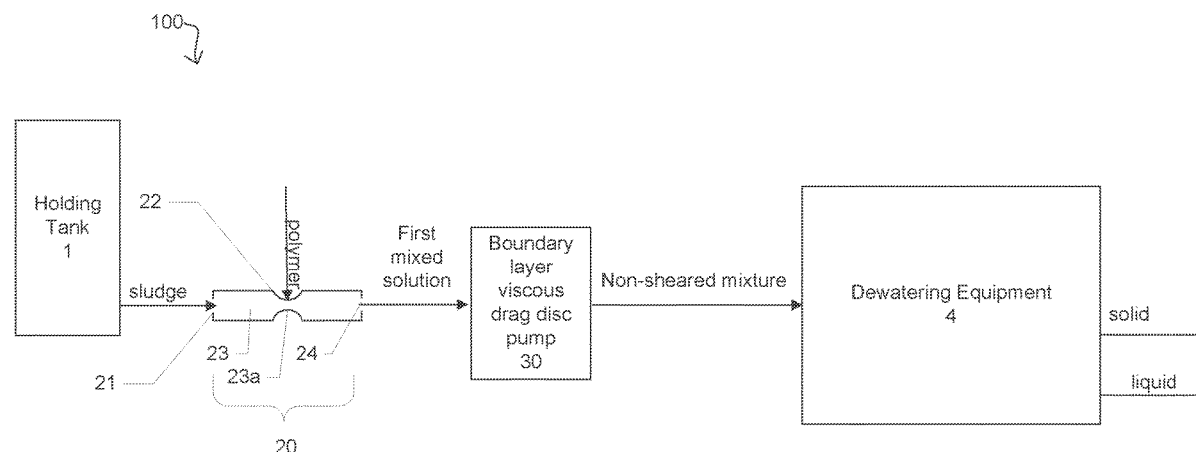 100
Holding
Tank
1
sludge
21
22
polymer
23
23a
24
20
First
mixed
solution
Boundary
layer
viscous
drag disc
pump
30
Non-sheared mixture
Dewatering Equipment
4
solid
liquid